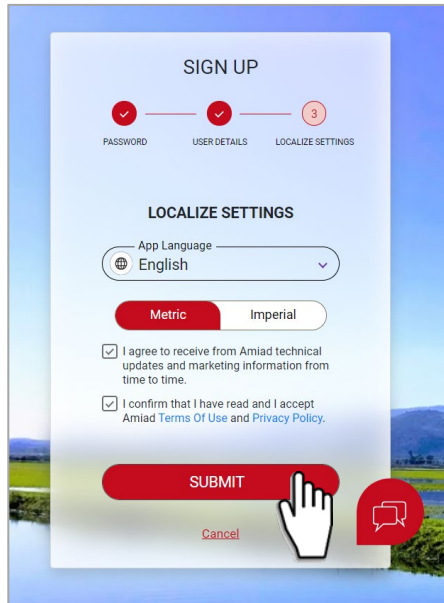 SIGN UP
3
PASSWORD
USER DETAILS
LOCALIZE SETTINGS
LOCALIZE SETTINGS
App Language
English
Metric
Imperial
I agree to receive from Amiad technical
updates and marketing information from
time to time.
I confirm that I have read and I accept
Amiad Terms Of Use and Privacy Policy.
SUBMIT
Cancel